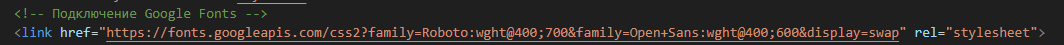 <!-- Подключение Google Fonts -->
<link href="https://fonts.googleapis.com/css2?family=Roboto:wght@400;700&family=Open+Sans:wght@400;600&display=swap" rel="stylesheet">